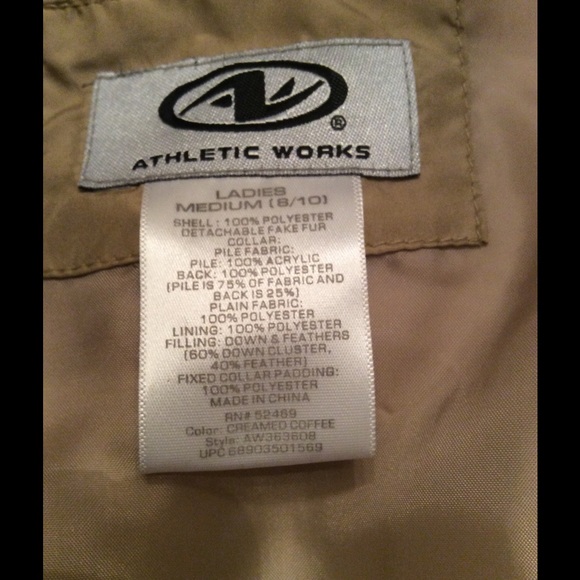 ®
ATHLETIC WORKS
LADIES
MEDIUM (8/10)
SHELL: 100% POLYESTER
DETACHABLE FAKE FUR
COLLAR:
PILE FABRIC:
PILE: 100% ACRYLIC
BACK: 100% POLYESTER
(PILE IS 75% OF FABRIC AND
BACK IS 25%)
PLAIN FABRIC:
100% POLYESTER
LINING: 100% POLYESTER
FILLING: DOWN & FEATHERS
(60% DOWN CLUSTER,
40% FEATHER)
FIXED COLLAR PADDING:
100% POLYESTER
MADE IN CHINA
RN# 52469
Color: CREAMED COFFEE
Style: AW363608
UPC 68903501569